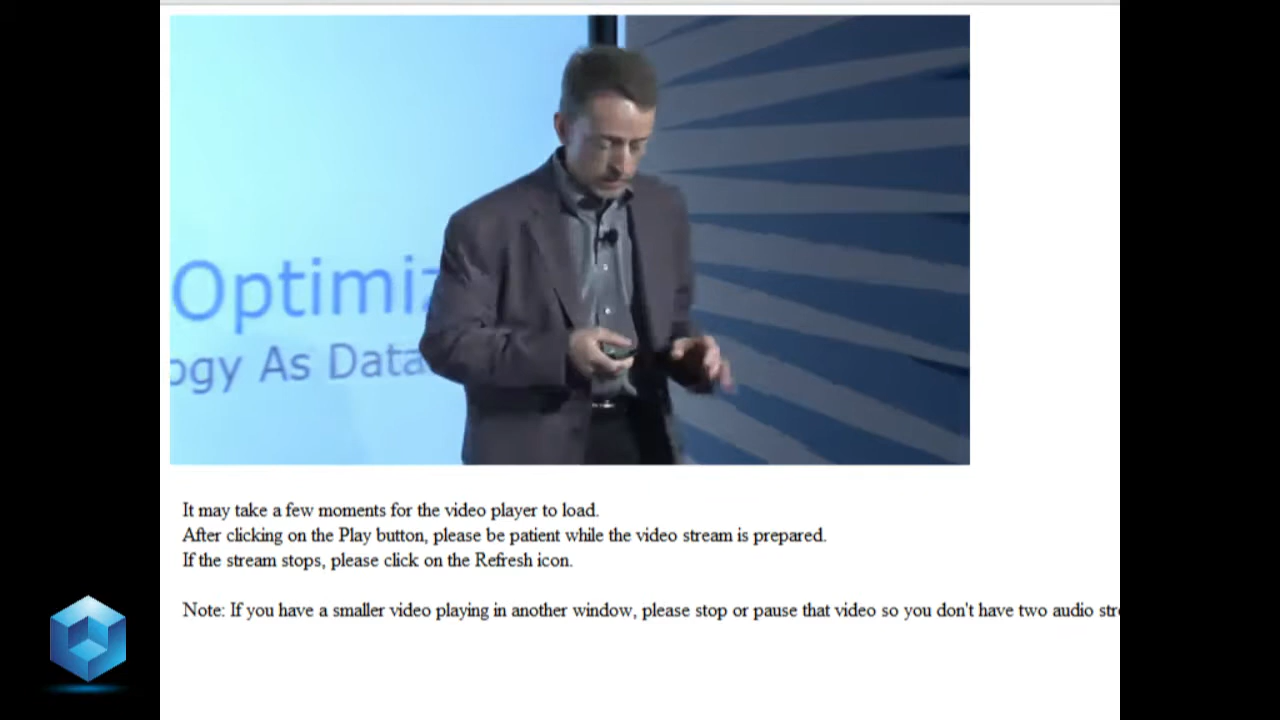 Optimi
ogy As Data
It may take a few moments for the video player to load.
After clicking on the Play button, please be patient while the video stream is prepared.
If the stream stops, please click on the Refresh icon.
Note: If you have a smaller video playing in another window, please stop or pause that video so you don't have two audio str